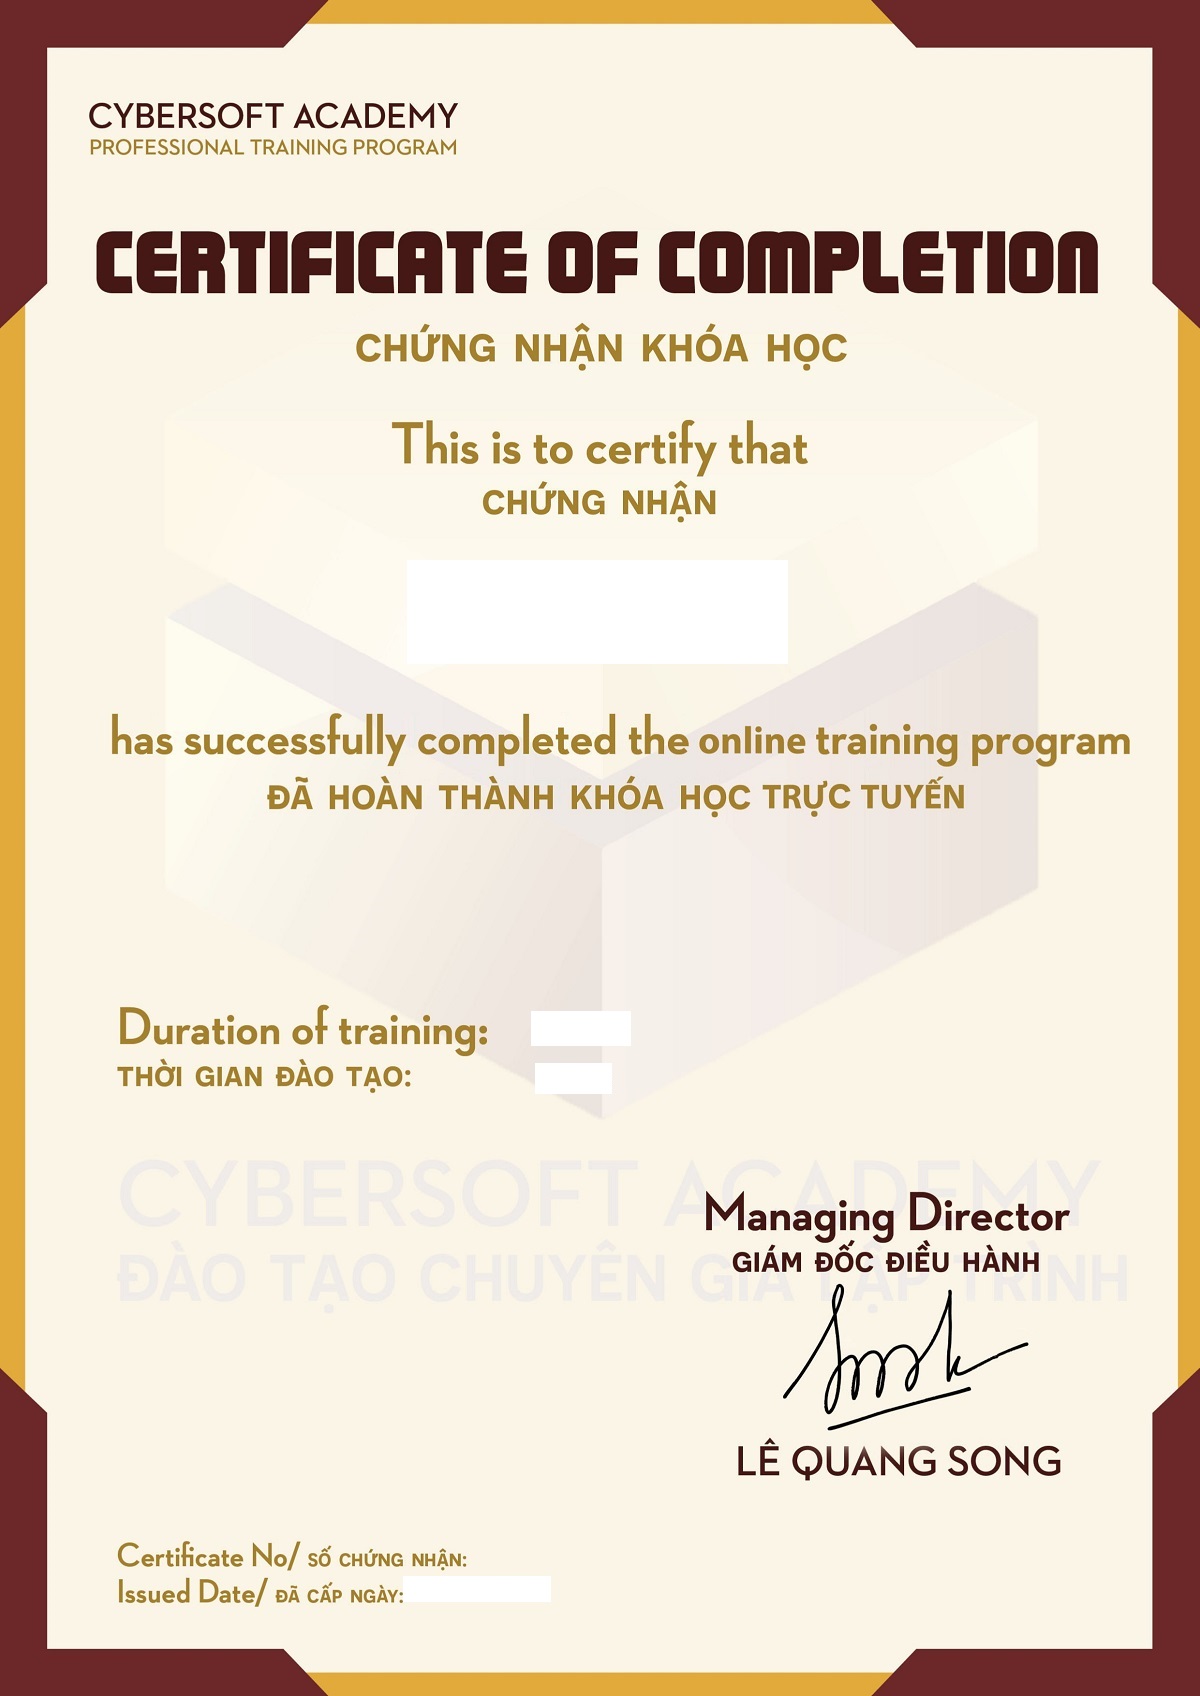 CYBERSOFT ACADEMY
PROFESSIONAL TRAINING PROGRAM
CERTIFICATE OF COMPLETION
CHỨNG NHẬN KHÓA HỌC
This is to certify that
CHỨNG NHẬN
has successfully completed the online training program
ĐÃ HOÀN THÀNH KHÓA HỌC TRỰC TUYẾN
Duration of training:
THỜI GIAN ĐÀO TẠO:
CYBERSOFT ACADEMY
ĐÀO TẠO CHUYÊN GIA LẬP TRÌNH
Managing Director
GIÁM ĐỐC ĐIỀU HÀNH
LÊ QUANG SONG
Certificate No/ SỐ CHỨNG NHẬN:
Issued Date/ ĐÃ CẤP NGÀY: